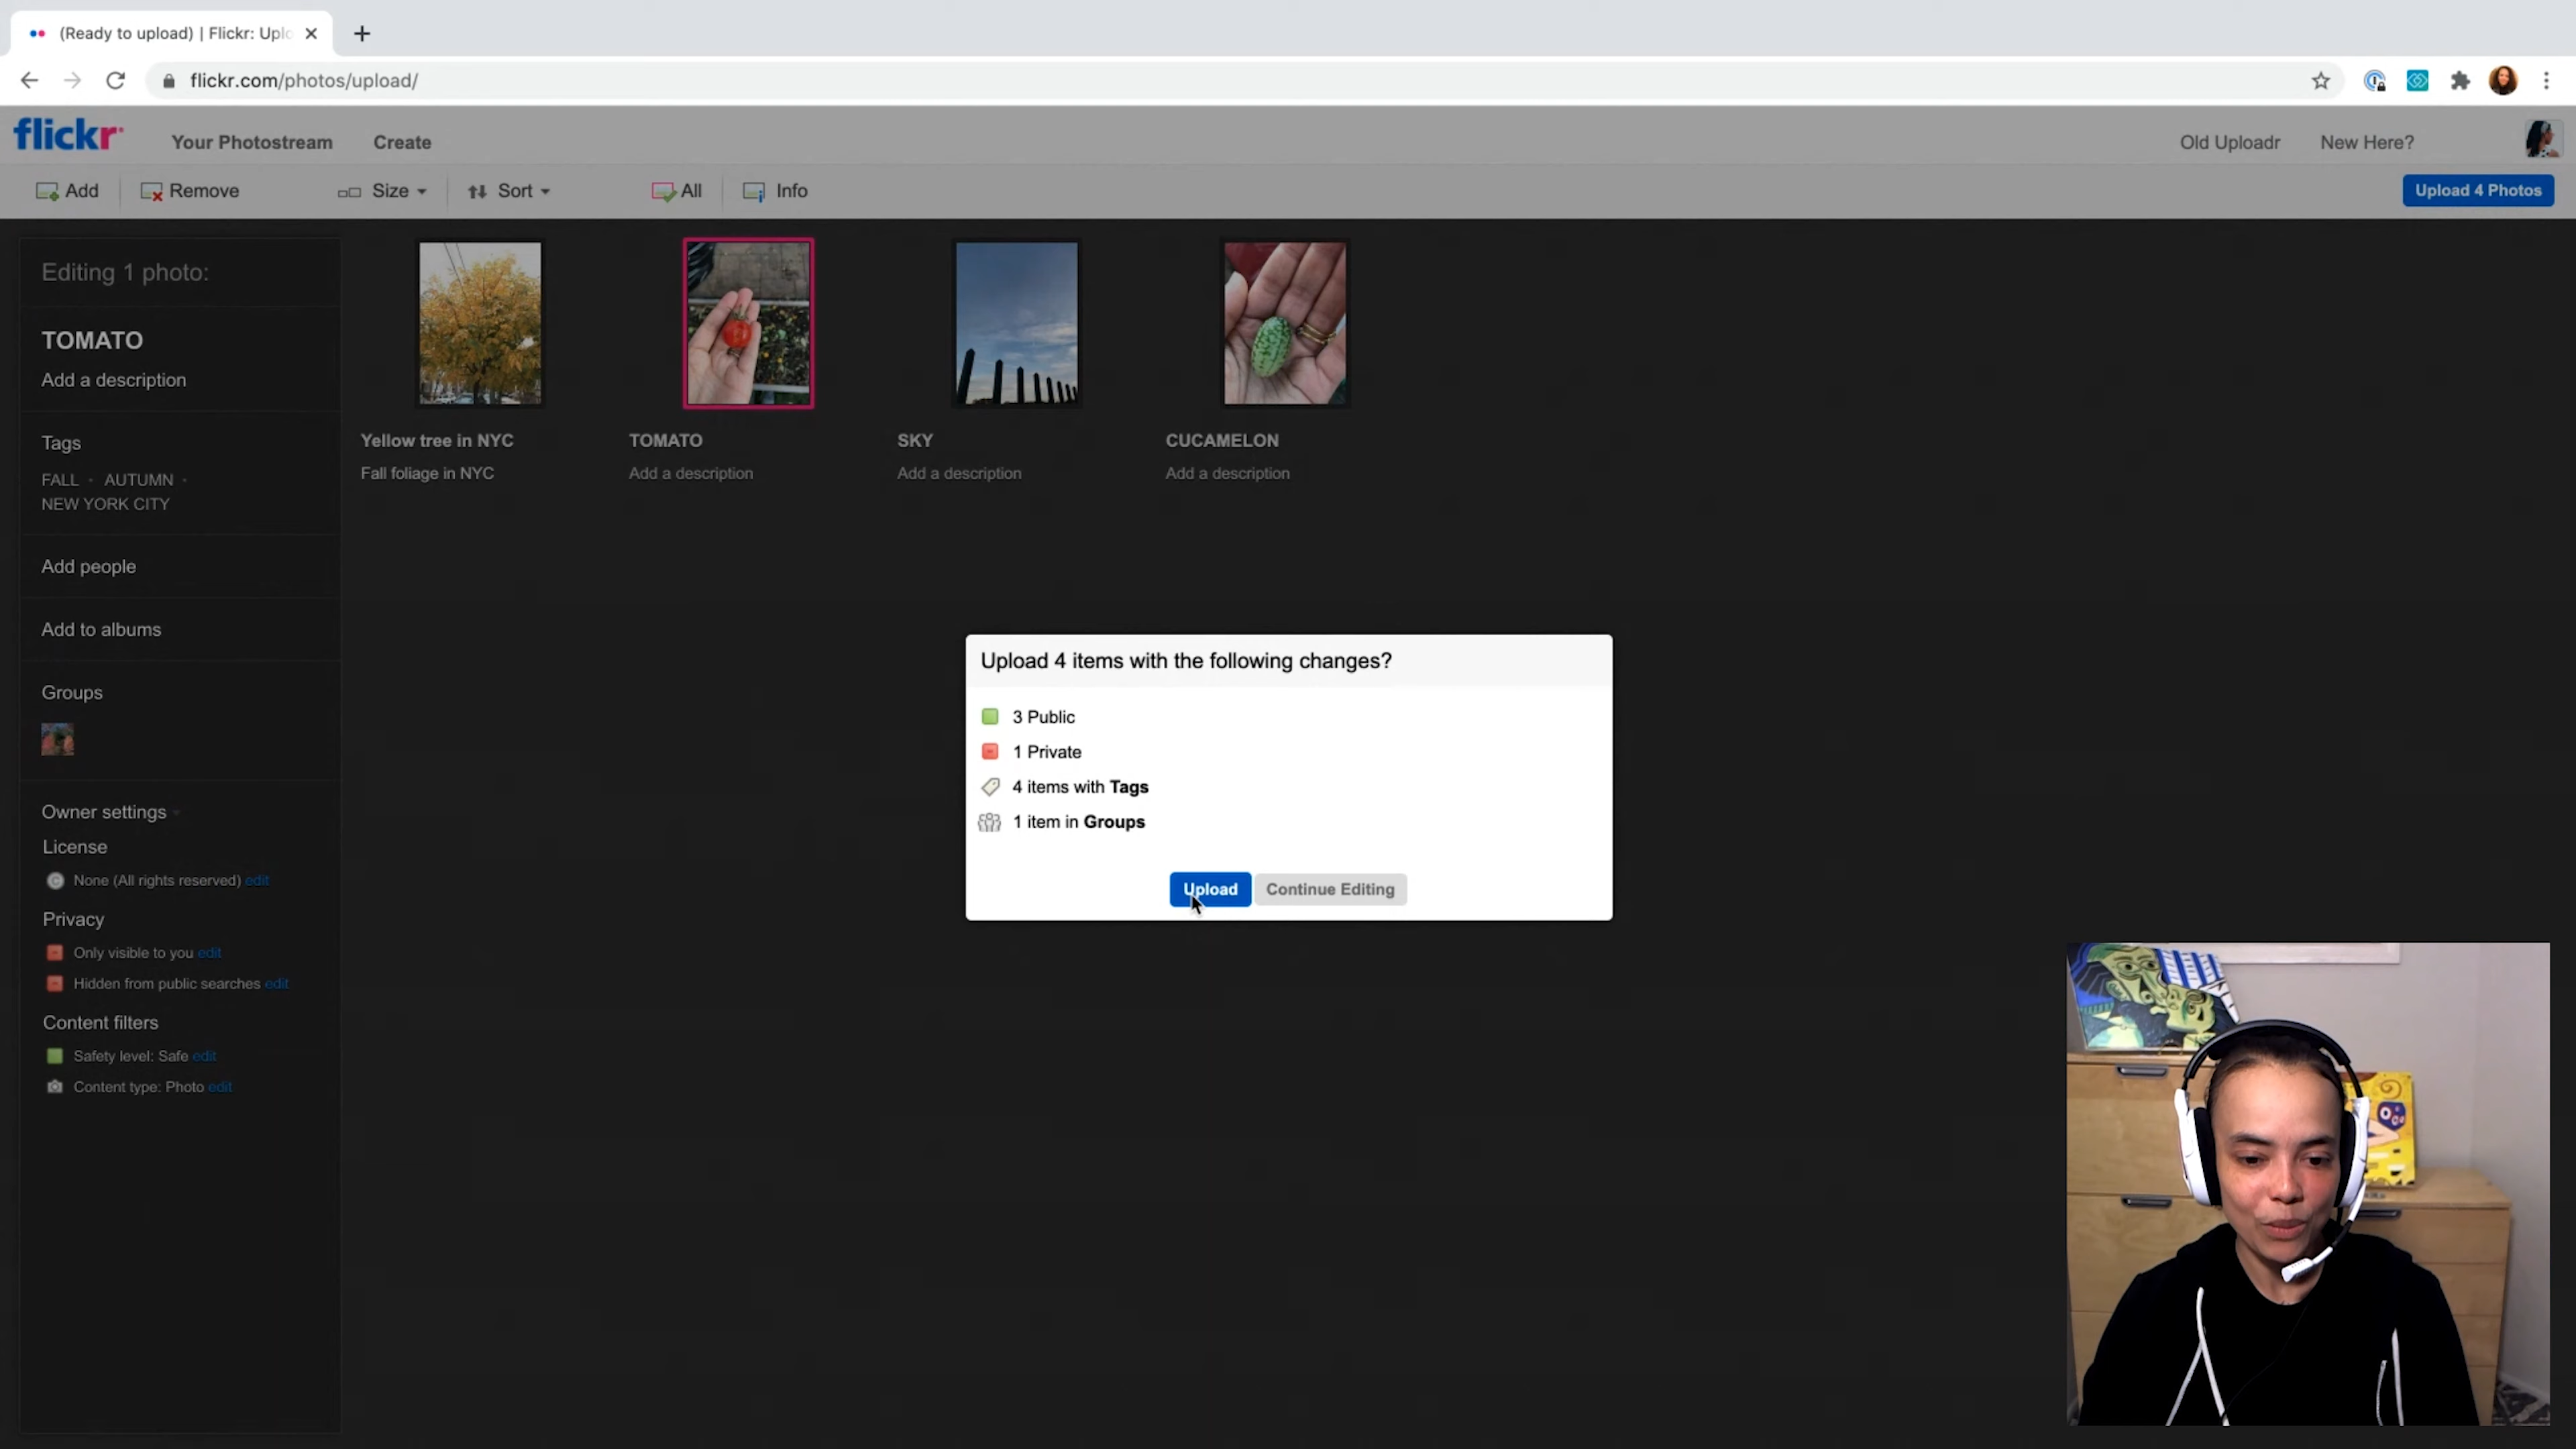 (Ready to upload) | Flickr: Uplo
flickr.com/photos/upload/
flickr
Your Photostream
Create
Old Uploadr
New Here?
Add
Remove
Size
Sort
All
Info
Upload 4 Photos
Editing 1 photo:
TOMATO
Add a description
Tags
FALL · AUTUMN ·
NEW YORK CITY
Add people
Add to albums
Groups
Owner settings
License
None (All rights reserved) edit
Privacy
Only visible to you edit
Hidden from public searches edit
Content filters
Safety level: Safe edit
Content type: Photo edit
Yellow tree in NYC
Fall foliage in NYC
TOMATO
Add a description
SKY
Add a description
CUCAMELON
Add a description
Upload 4 items with the following changes?
3 Public
1 Private
4 items with Tags
1 item in Groups
Upload
Continue Editing